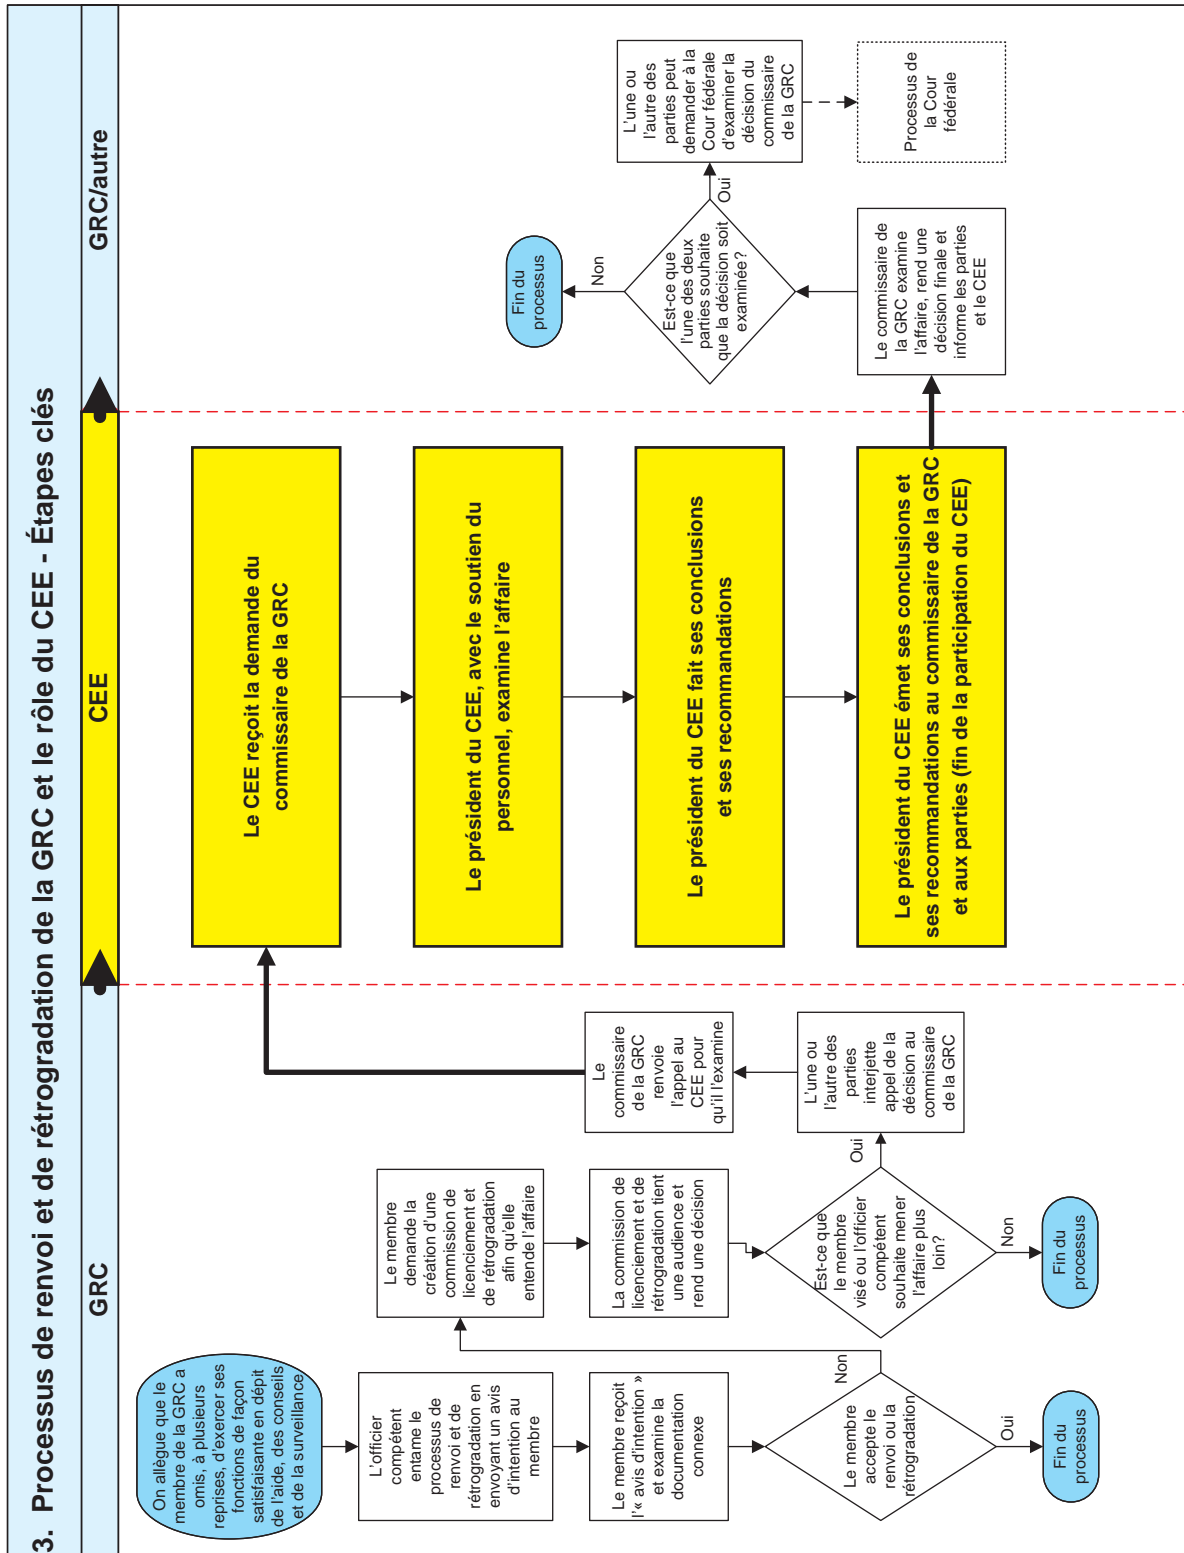 3. Processus de renvoi et de rétrogradation de la GRC et le rôle du CEE - Étapes clés
GRC
CEE
GRC/autre
On allègue que le
membre de la GRC a
omis, à plusieurs
reprises, d'exercer ses
fonctions de façon
satisfaisante en dépit
de l'aide, des conseils
et de la surveillance
L'officier
compétent
entame le
processus de
renvoi et de
rétrogradation en
envoyant un avis
d'intention au
membre
Le membre reçoit
l'« avis d'intention »
et examine la
documentation
connexe
Le membre
accepte le
renvoi ou la
rétrogradation
Oui
Fin du
processus
Non
Le membre
demande la
création d'une
commission de
licenciement et
de rétrogradation
afin qu'elle
entende l'affaire
La commission de
licenciement et de
rétrogradation tient
une audience et
rend une décision
Est-ce que
le membre
visé ou l'officier
compétent
souhaite mener
l'affaire plus
loin?
Non
Fin du
processus
Oui
L'une ou
l'autre des
parties
interjette
appel de la
décision au
commissaire
de la GRC
Le
commissaire
de la GRC
renvoie
l'appel au
CEE pour
qu'il l'examine
Le CEE reçoit la demande du
commissaire de la GRC
Le président du CEE, avec le soutien du
personnel, examine l'affaire
Le président du CEE fait ses conclusions
et ses recommandations
Le président du CEE émet ses conclusions et
ses recommandations au commissaire de la GRC
et aux parties (fin de la participation du CEE)
Le commissaire de
la GRC examine
l'affaire, rend une
décision finale et
informe les parties
et le CEE
Est-ce que
l'une des deux
parties souhaite
que la décision soit
examinée?
Non
Fin du
processus
Oui
L'une ou
l'autre des
parties peut
demander à la
Cour fédérale
d'examiner la
décision du
commissaire
de la GRC
Processus de
la Cour
fédérale